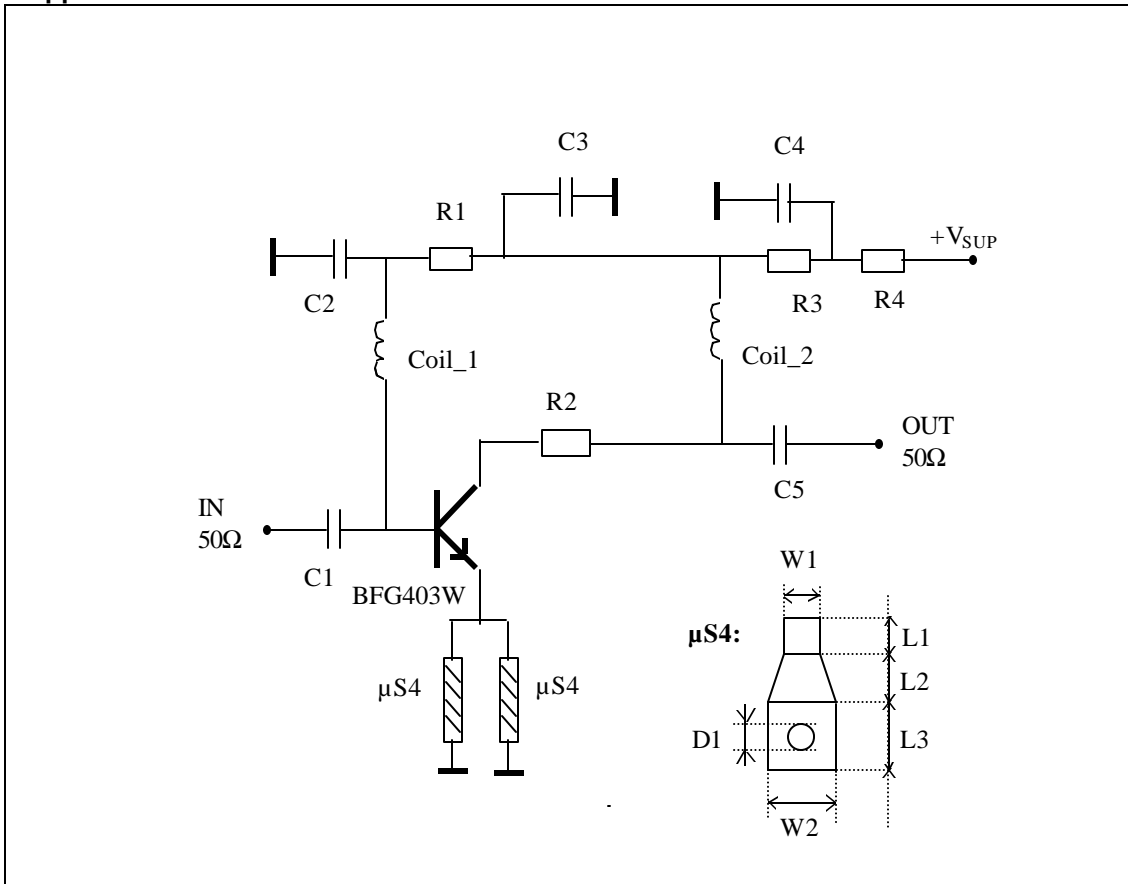 C3
C4
R1
+VSUP
C2
R3
R4
Coil_1
Coil_2
R2
OUT
50Ω
C5
IN
50Ω
C1
BFG403W
W1
µS4:
L1
µS4
µS4
L2
D1
L3
W2